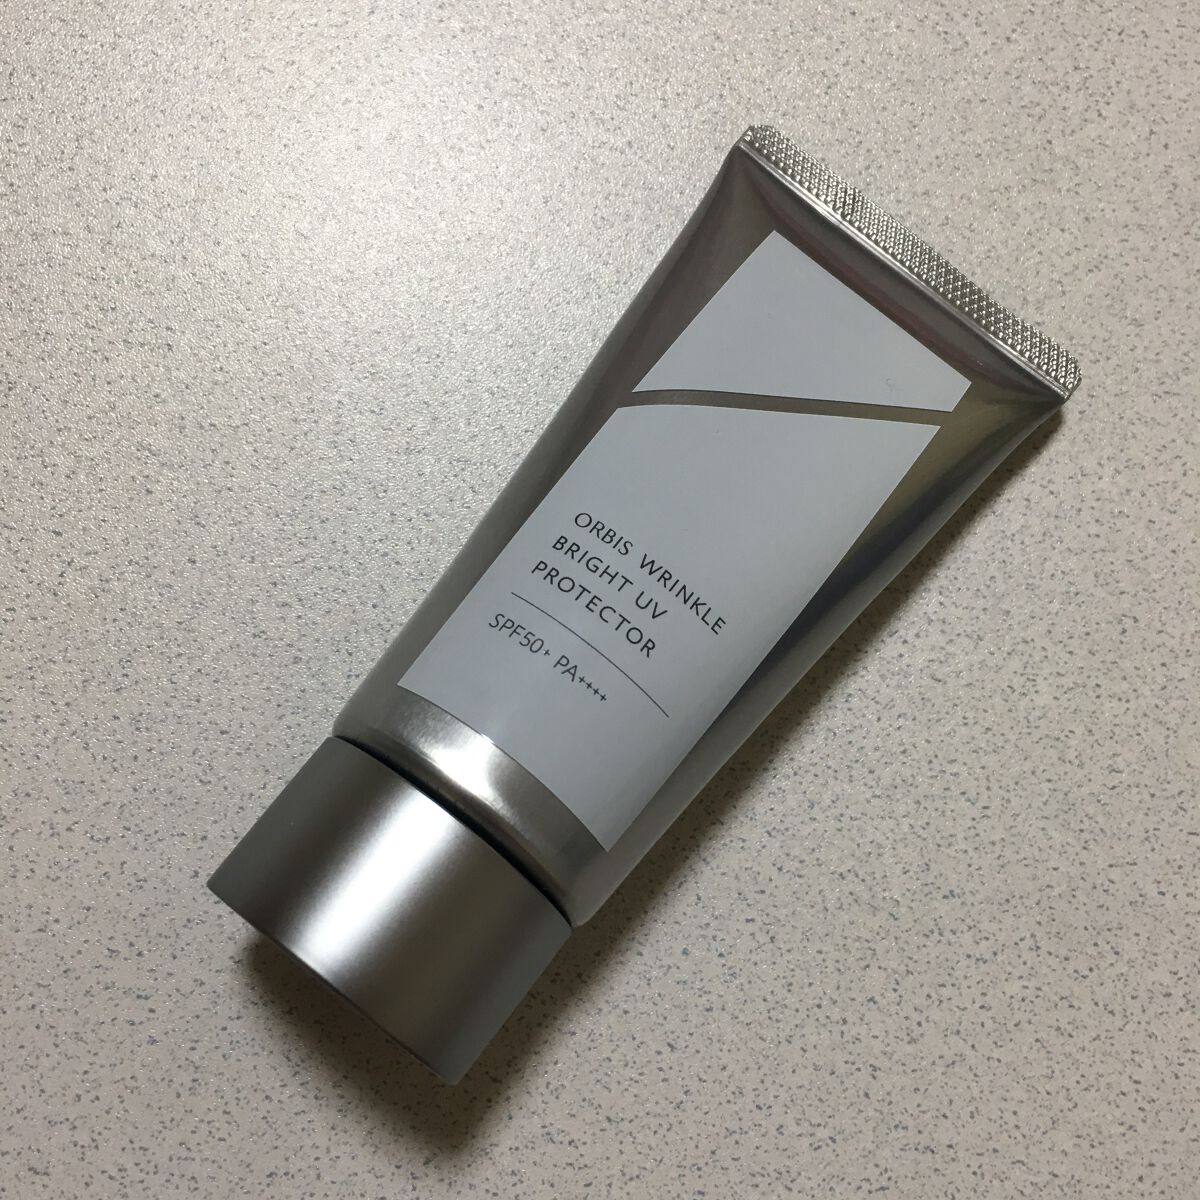 ORBIS WRINKLE
BRIGHT UV
PROTECTOR
SPF50+ PA++++